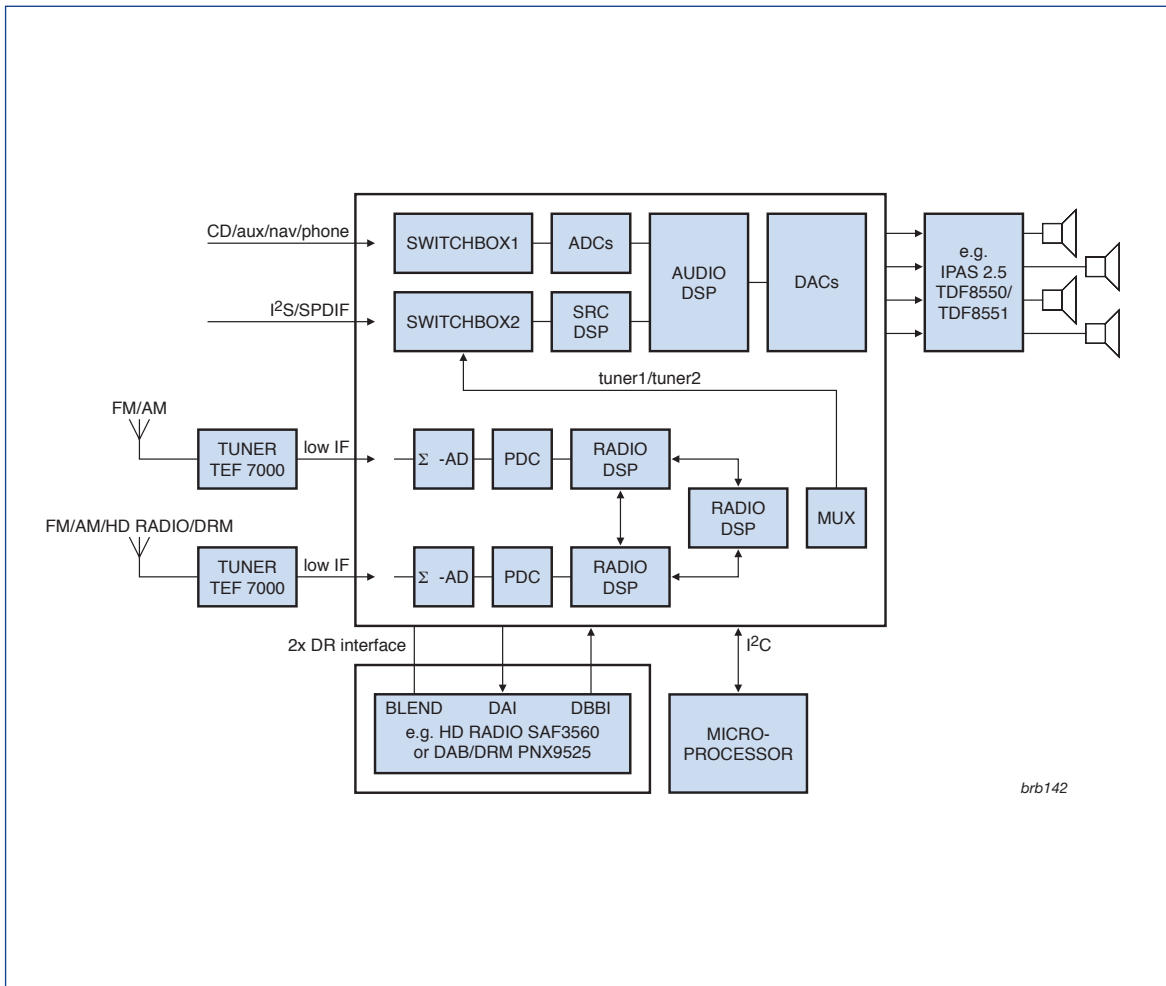 CD/aux/nav/phone
SWITCHBOX1
ADCs
AUDIO
DSP
DACs
e.g.
IPAS 2.5
TDF8550/
TDF8551
I²S/SPDIF
SWITCHBOX2
SRC
DSP
tuner1/tuner2
FM/AM
TUNER
TEF 7000
low IF
Σ -AD
PDC
RADIO
DSP
RADIO
DSP
MUX
FM/AM/HD RADIO/DRM
TUNER
TEF 7000
low IF
Σ -AD
PDC
RADIO
DSP
2x DR interface
I²C
BLEND DAI DBBI
e.g. HD RADIO SAF3560
or DAB/DRM PNX9525
MICRO-
PROCESSOR
brb142